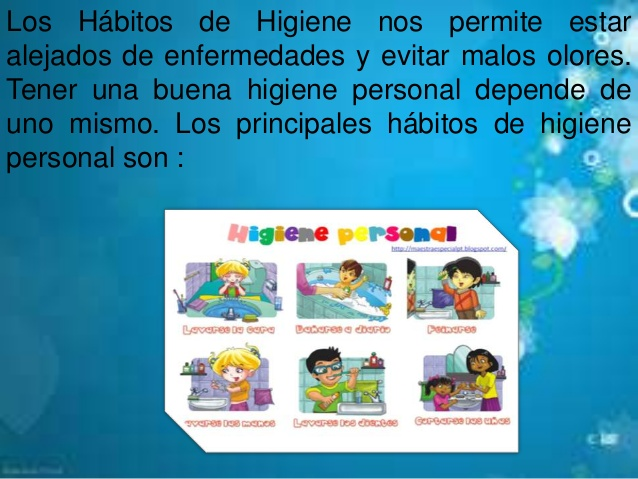 Los Hábitos de Higiene nos permite estar
alejados de enfermedades y evitar malos olores.
Tener una buena higiene personal depende de
uno mismo. Los principales hábitos de higiene
personal son :
Higiene personal
http://maestraespecialpt.blogspot.com/
Lavarse la cara
Bañarse a diario
Peinarse
varse las manos
Lavarse los dientes
Cortarse las uñas